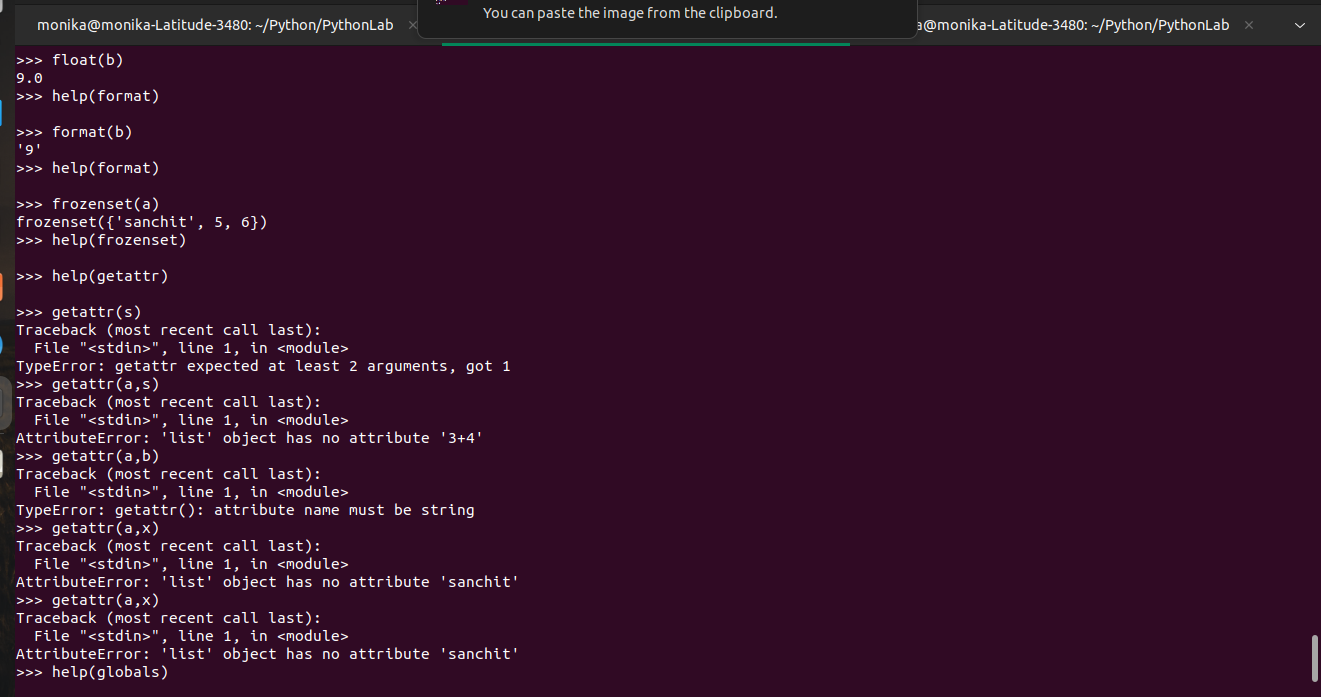 You can paste the image from the clipboard.
monika@monika-Latitude-3480: ~/Python/PythonLab
a@monika-Latitude-3480: ~/Python/PythonLab
>>> float(b)
9.0
>>> help(format)
>>> format(b)
'9'
>>> help(format)
>>> frozenset(a)
frozenset({'sanchit', 5, 6})
>>> help(frozenset)
>>> help(getattr)
>>> getattr(s)
Traceback (most recent call last):
  File "<stdin>", line 1, in <module>
TypeError: getattr expected at least 2 arguments, got 1
>>> getattr(a,s)
Traceback (most recent call last):
  File "<stdin>", line 1, in <module>
AttributeError: 'list' object has no attribute '3+4'
>>> getattr(a,b)
Traceback (most recent call last):
  File "<stdin>", line 1, in <module>
TypeError: getattr(): attribute name must be string
>>> getattr(a,x)
Traceback (most recent call last):
  File "<stdin>", line 1, in <module>
AttributeError: 'list' object has no attribute 'sanchit'
>>> getattr(a,x)
Traceback (most recent call last):
  File "<stdin>", line 1, in <module>
AttributeError: 'list' object has no attribute 'sanchit'
>>> help(globals)